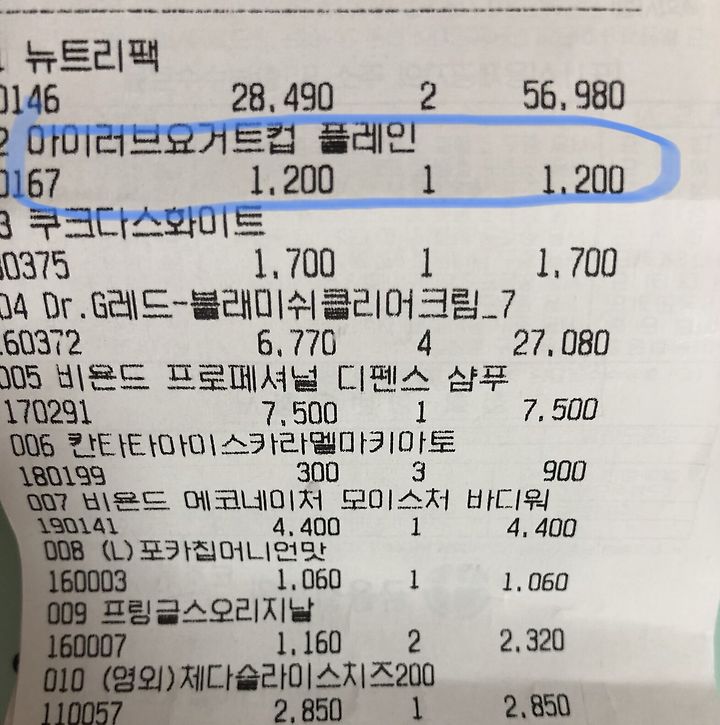 뉴트리팩
0146 28,490 2 56,980
2 아이러브요거트컵 플레인
0167 1,200 1 1,200
3 쿠크다스화이트
0375 1,700 1 1,700
04 Dr.G레드-블래미쉬클리어크림_7
60372 6,770 4 27,080
005 비욘드 프로페셔널 디펜스 샴푸
170291 7,500 1 7,500
006 칸타타아이스카라멜마키아토
180199 300 3 900
007 비욘드 에코네이처 모이스처 바디워
190141 4,400 1 4,400
008 (L)포카칩어니언맛
160003 1,060 1 1,060
009 프링글스오리지날
160007 1,160 2 2,320
010 (영외)체다슬라이스치즈200
110057 2,850 1 2,850